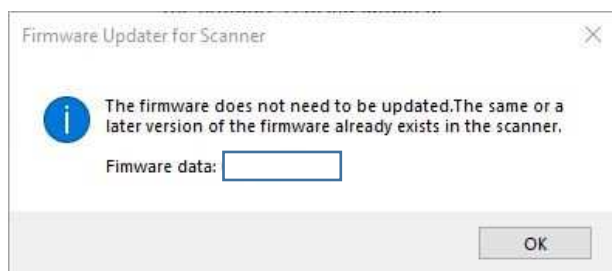 Firmware Updater for Scanner
The firmware does not need to be updated.The same or a
later version of the firmware already exists in the scanner.
Fimware data:
OK